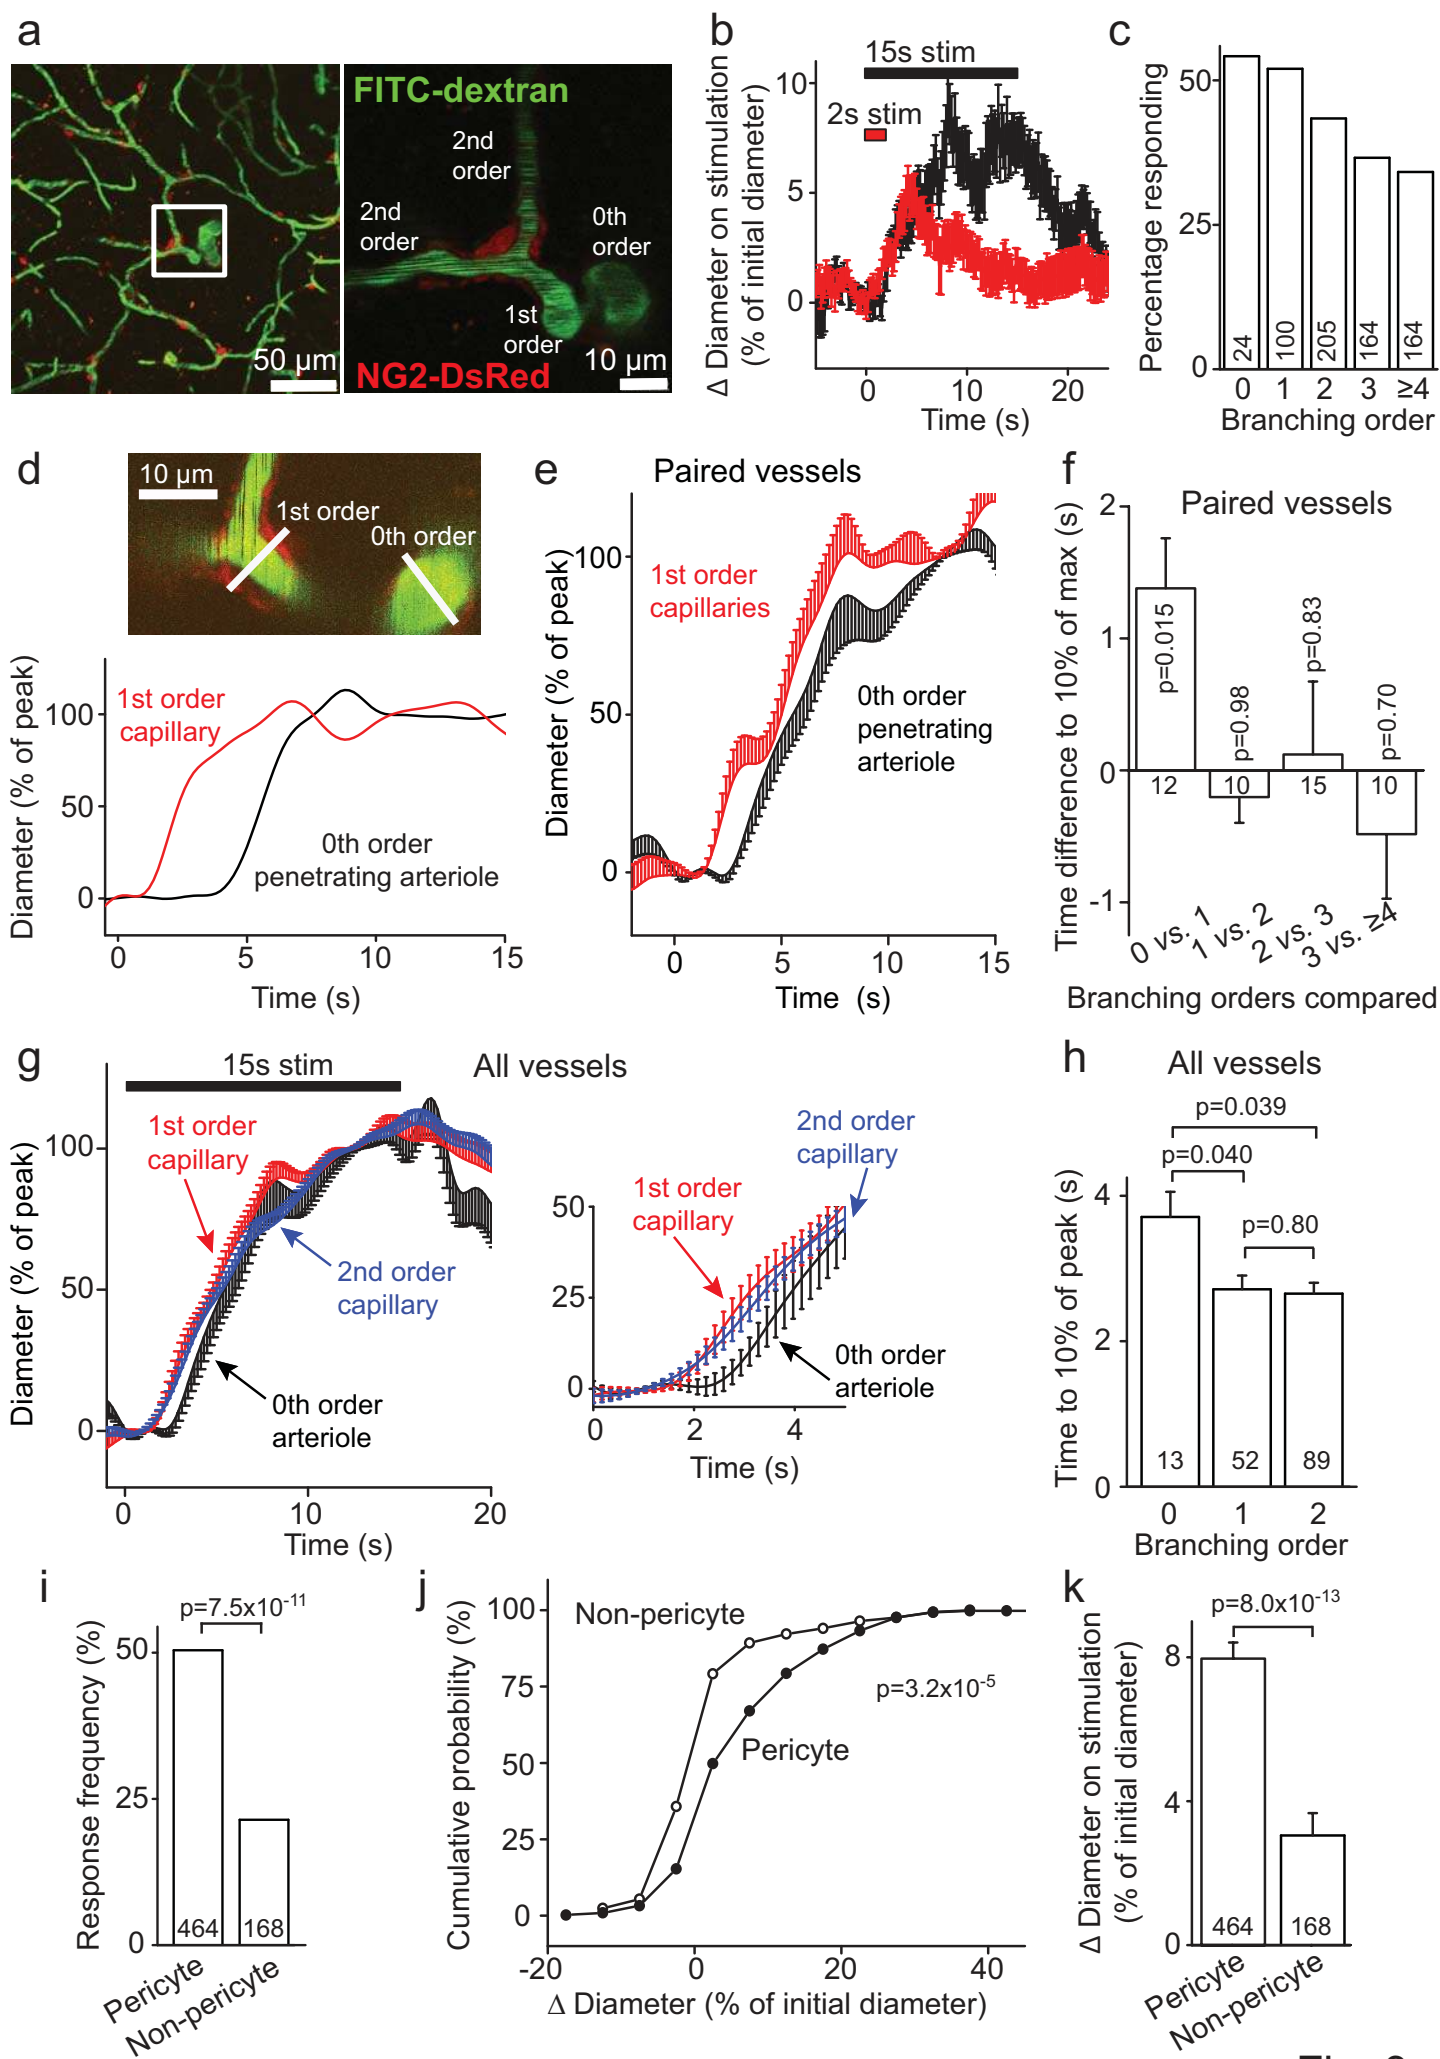 a
FITC-dextran
2nd
order
2nd
order
0th
order
1st
order
50 µm
NG2-DsRed
10 µm
b
15s stim
2s stim
Δ Diameter on stimulation
(% of initial diameter)
10
5
0
0 10 20
Time (s)
c
Percentage responding
50
25
0
24 100 205 164 164
0 1 2 3 ≥4
Branching order
d
10 µm
1st order
0th order
Diameter (% of peak)
100
50
0
1st order
capillary
0th order
penetrating arteriole
0 5 10 15
Time (s)
e
Paired vessels
Diameter (% of peak)
100
50
0
1st order
capillaries
0th order
penetrating
arteriole
0 5 10 15
Time (s)
f
Paired vessels
Time difference to 10% of max (s)
2
1
0
-1
p=0.015
p=0.98
p=0.83
p=0.70
12 10 15 10
0 vs. 1
1 vs. 2
2 vs. 3
3 vs. ≥4
Branching orders compared
g
15s stim
All vessels
Diameter (% of peak)
100
50
0
1st order
capillary
2nd order
capillary
0th order
arteriole
0 10 20
Time (s)
2nd order
capillary
1st order
capillary
0th order
arteriole
50
25
0
0 2 4
Time (s)
h
All vessels
p=0.039
p=0.040
p=0.80
Time to 10% of peak (s)
4
2
0
13 52 89
0 1 2
Branching order
i
p=7.5x10-11
Response frequency (%)
50
25
0
464 168
Pericyte
Non-pericyte
j
Cumulative probability (%)
100
75
50
25
0
Non-pericyte
p=3.2x10-5
Pericyte
-20 0 20 40
Δ Diameter (% of initial diameter)
k
p=8.0x10-13
Δ Diameter on stimulation
(% of initial diameter)
8
4
0
464 168
Pericyte
Non-pericyte